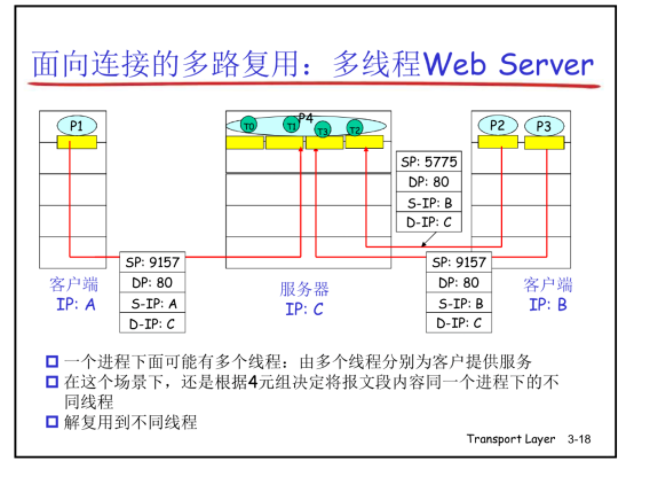 面向连接的多路复用：多线程Web Server
P1
P4
T0
T1
T3
T2
P2
P3
SP: 5775
DP: 80
S-IP: B
D-IP: C
SP: 9157
DP: 80
S-IP: A
D-IP: C
SP: 9157
DP: 80
S-IP: B
D-IP: C
客户端
IP: A
服务器
IP: C
客户端
IP: B
一个进程下面可能有多个线程：由多个线程分别为客户提供服务
在这个场景下，还是根据4元组决定将报文段内容同一个进程下的不
同线程
解复用到不同线程
Transport Layer 3-18